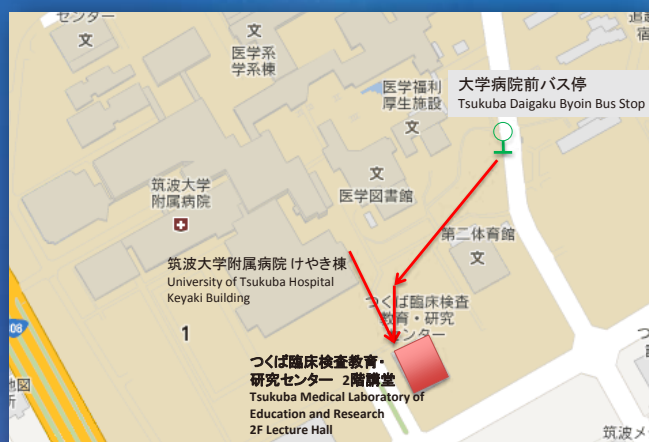 センター
文
医学系
学系棟
文
医学福利
厚生施設
文
大学病院前バス停
Tsukuba Daigaku Byoin Bus Stop
筑波大学
附属病院
文
医学図書館
第二体育館
文
筑波大学附属病院 けやき棟
University of Tsukuba Hospital
Keyaki Building
つくば臨床検査
教育・研究
センター
1
つくば臨床検査教育・
研究センター 2階講堂
Tsukuba Medical Laboratory of
Education and Research
2F Lecture Hall
筑波メ